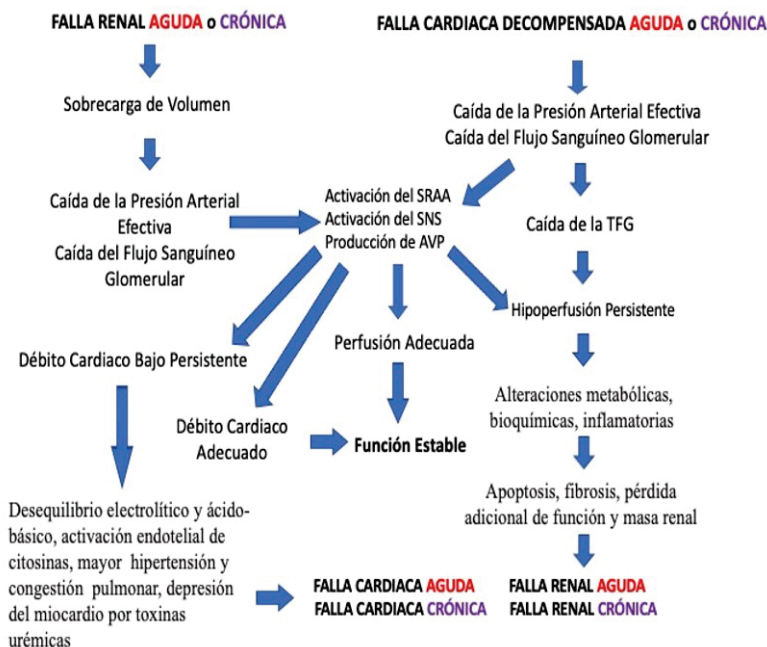 FALLA RENAL AGUDA o CRÓNICA
FALLA CARDIACA DECOMPENSADA AGUDA o CRÓNICA
Sobrecarga de Volumen
Caída de la Presión Arterial Efectiva
Caída del Flujo Sanguíneo Glomerular
Caída de la Presión Arterial
Efectiva
Caída del Flujo Sanguíneo
Glomerular
Activación del SRAA
Activación del SNS
Producción de AVP
Caída de la TFG
Hipoperfusión Persistente
Débito Cardiaco Bajo Persistente
Perfusión Adecuada
Alteraciones metabólicas,
bioquímicas, inflamatorias
Débito Cardiaco
Adecuado
Función Estable
Apoptosis, fibrosis, pérdida
adicional de función y masa renal
Desequilibrio electrolítico y ácido-
básico, activación endotelial de
citosinas, mayor hipertensión y
congestión pulmonar, depresión
del miocardio por toxinas
urémicas
FALLA CARDIACA AGUDA
FALLA CARDIACA CRÓNICA
FALLA RENAL AGUDA
FALLA RENAL CRÓNICA